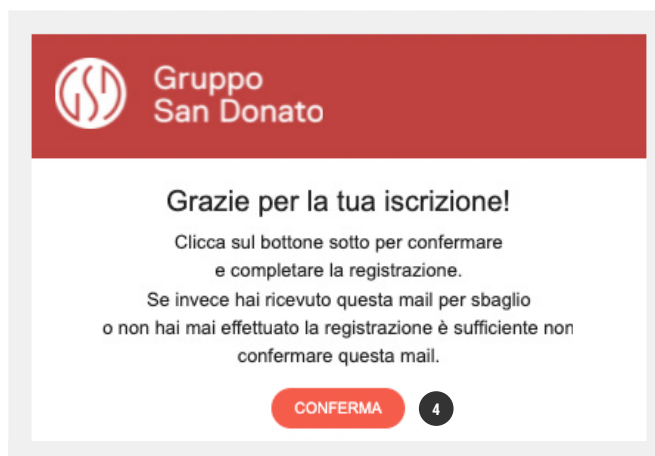 GSD
Gruppo
San Donato
Grazie per la tua iscrizione!
Clicca sul bottone sotto per confermare
e completare la registrazione.
Se invece hai ricevuto questa mail per sbaglio
o non hai mai effettuato la registrazione è sufficiente non
confermare questa mail.
CONFERMA 4